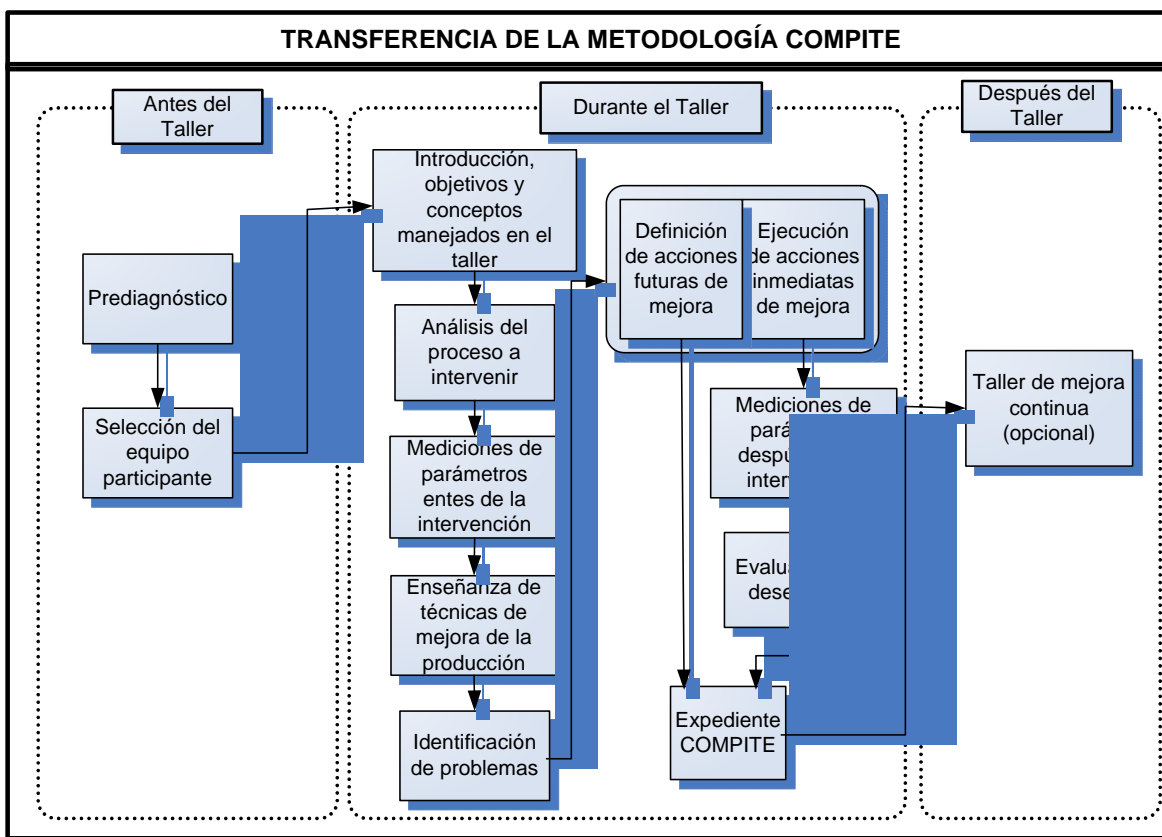 TRANSFERENCIA DE LA METODOLOGÍA COMPITE
Antes del
Taller
Prediagnóstico
Selección del
equipo
participante
Durante el Taller
Introducción,
objetivos y
conceptos
manejados en el
taller
Análisis del
proceso a
intervenir
Mediciones de
parámetros
entes de la
intervención
Enseñanza de
técnicas de
mejora de la
producción
Identificación
de problemas
Definición
de acciones
futuras de
mejora
Ejecución
de acciones
inmediatas
de mejora
Mediciones de
Expediente
COMPITE
Después del
Taller
Taller de mejora
continua
(opcional)